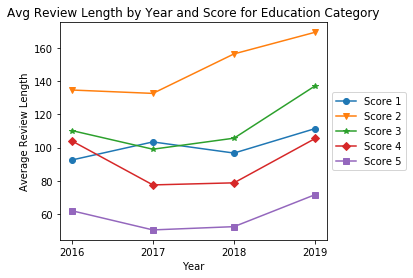 Avg Review Length by Year and Score for Education Category
160
140
120
100
80
60
Average Review Length
2016
2017
2018
2019
Year
Score 1
Score 2
Score 3
Score 4
Score 5